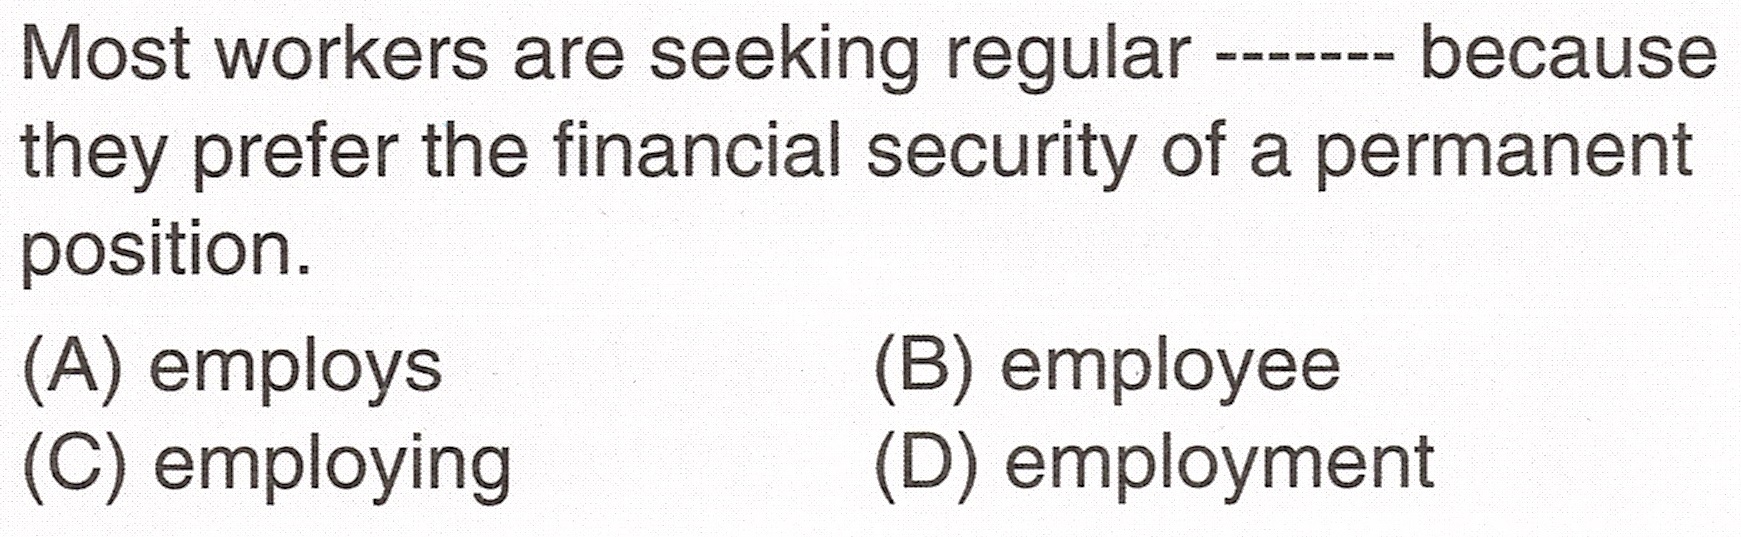 Most workers are seeking regular ------- because
they prefer the financial security of a permanent
position.
(A) employs (B) employee
(C) employing (D) employment